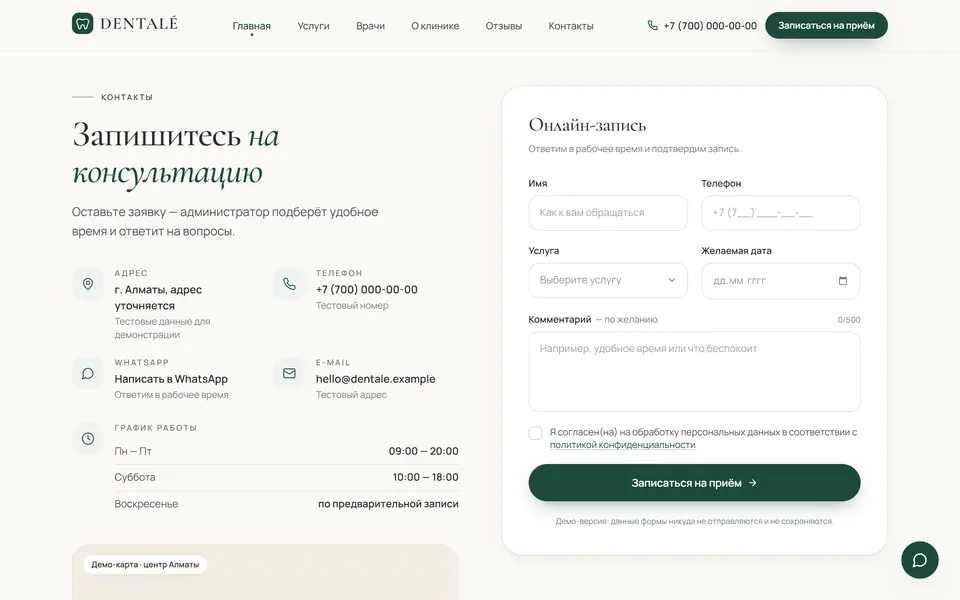 DENTALÉ
Главная
Услуги
Врачи
О клинике
Отзывы
Контакты
+7 (700) 000-00-00
Записаться на приём
КОНТАКТЫ
Запишитесь на
консультацию
Оставьте заявку — администратор подберёт удобное
время и ответит на вопросы.
АДРЕС
г. Алматы, адрес
уточняется
Тестовые данные для
демонстрации
ТЕЛЕФОН
+7 (700) 000-00-00
Тестовый номер
WHATSAPP
Написать в WhatsApp
Ответим в рабочее время
E-MAIL
hello@dentale.example
Тестовый адрес
ГРАФИК РАБОТЫ
Пн — Пт 09:00 — 20:00
Суббота 10:00 — 18:00
Воскресенье по предварительной записи
Демо-карта · центр Алматы
Онлайн-запись
Ответим в рабочее время и подтвердим запись.
Имя
Как к вам обращаться
Телефон
+7 (7__) ___-__-__
Услуга
Выберите услугу
Желаемая дата
дд.мм.гггг
Комментарий — по желанию 0/500
Например, удобное время или что беспокоит
Я согласен(на) на обработку персональных данных в соответствии с
политикой конфиденциальности
Записаться на приём →
Демо-версия: данные формы никуда не отправляются и не сохраняются.